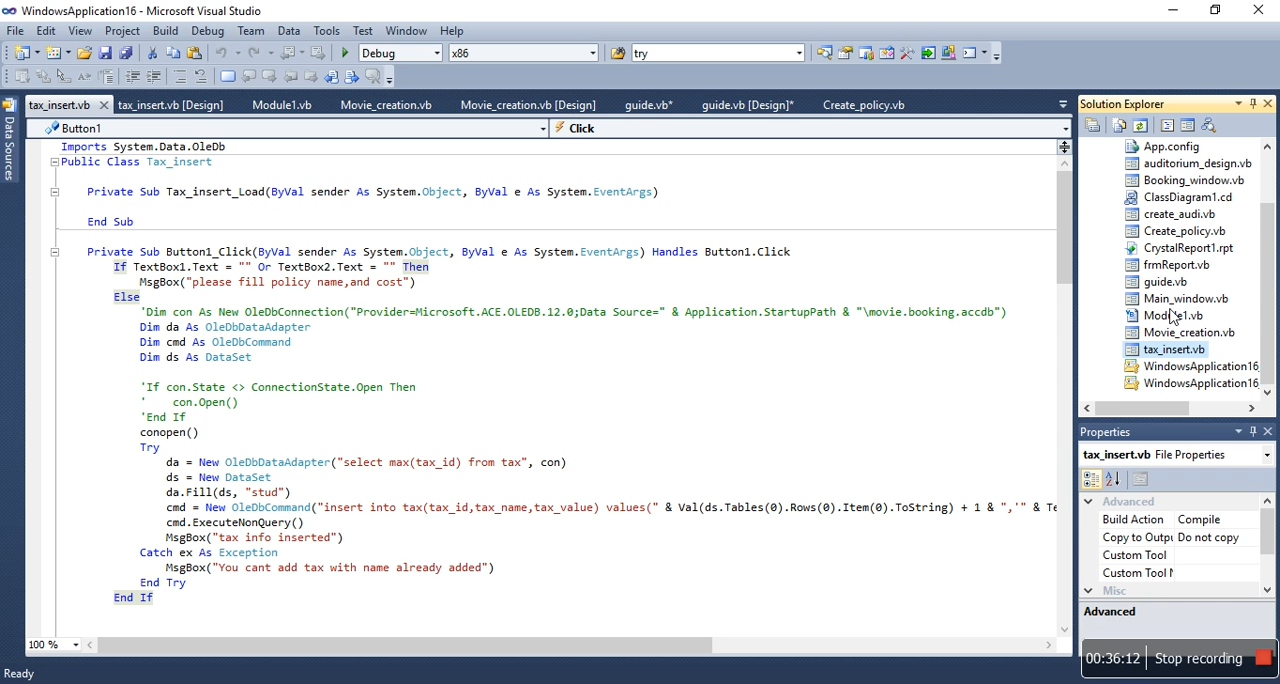 WindowsApplication16 - Microsoft Visual Studio
File Edit View Project Build Debug Team Data Tools Test Window Help
Debug x86 try
tax_insert.vb tax_insert.vb [Design] Module1.vb Movie_creation.vb Movie_creation.vb [Design] guide.vb* guide.vb [Design]* Create_policy.vb
Data Sources
Button1 Click
Imports System.Data.OleDb
Public Class Tax_insert
Private Sub Tax_insert_Load(ByVal sender As System.Object, ByVal e As System.EventArgs)
End Sub
Private Sub Button1_Click(ByVal sender As System.Object, ByVal e As System.EventArgs) Handles Button1.Click
If TextBox1.Text = "" Or TextBox2.Text = "" Then
MsgBox("please fill policy name,and cost")
Else
'Dim con As New OleDbConnection("Provider=Microsoft.ACE.OLEDB.12.0;Data Source=" & Application.StartupPath & "\movie.booking.accdb")
Dim da As OleDbDataAdapter
Dim cmd As OleDbCommand
Dim ds As DataSet
'If con.State <> ConnectionState.Open Then
' con.Open()
'End If
conopen()
Try
da = New OleDbDataAdapter("select max(tax_id) from tax", con)
ds = New DataSet
da.Fill(ds, "stud")
cmd = New OleDbCommand("insert into tax(tax_id,tax_name,tax_value) values(" & Val(ds.Tables(0).Rows(0).Item(0).ToString) + 1 & ",'" & Te
cmd.ExecuteNonQuery()
MsgBox("tax info inserted")
Catch ex As Exception
MsgBox("You cant add tax with name already added")
End Try
End If
100 %
Ready
Solution Explorer
App.config
auditorium_design.vb
Booking_window.vb
ClassDiagram1.cd
create_audi.vb
Create_policy.vb
CrystalReport1.rpt
frmReport.vb
guide.vb
Main_window.vb
Module1.vb
Movie_creation.vb
tax_insert.vb
WindowsApplication16
WindowsApplication16
Properties
tax_insert.vb File Properties
Advanced
Build Action Compile
Copy to Outpu Do not copy
Custom Tool
Custom Tool N
Misc
Advanced
00:36:12 Stop recording